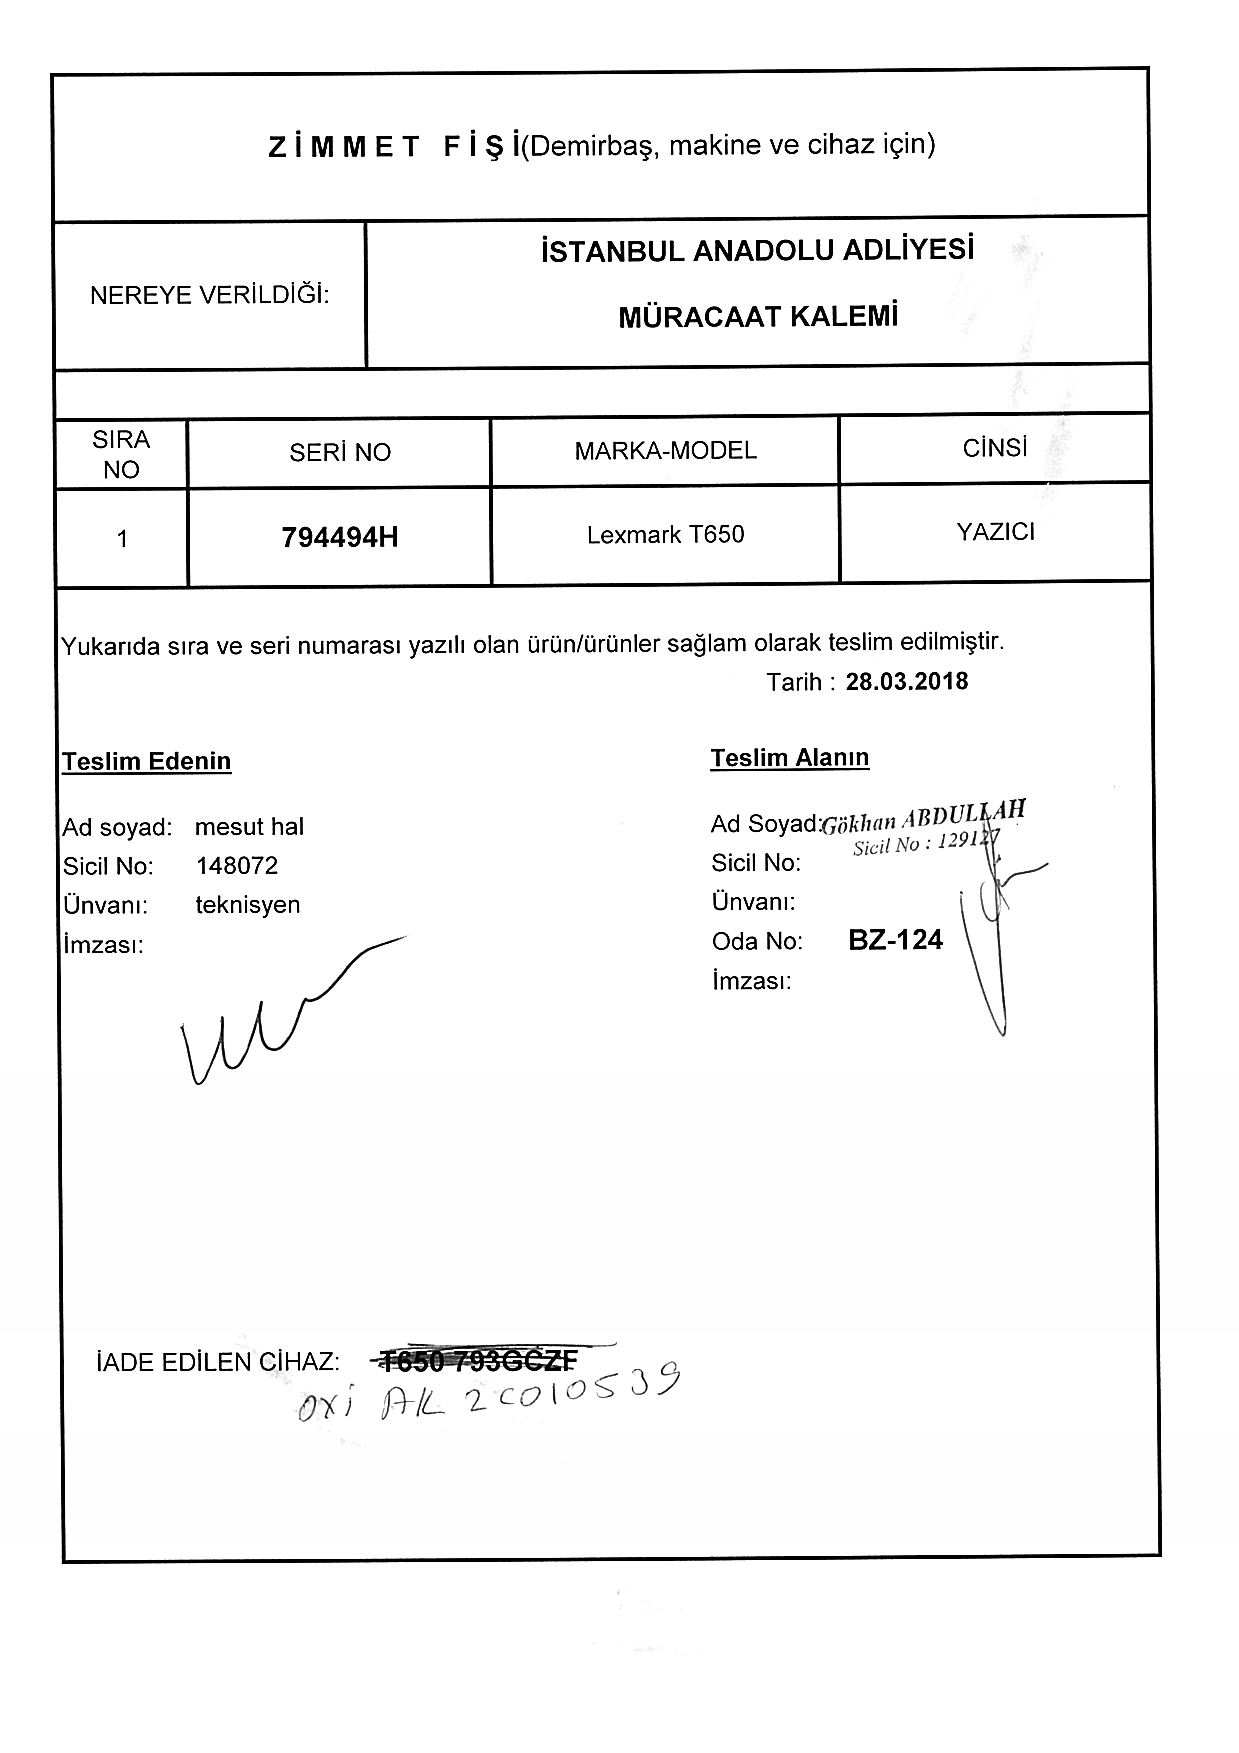 ZİMMET FİŞİ(Demirbaş, makine ve cihaz için)
NEREYE VERİLDİĞİ:
İSTANBUL ANADOLU ADLİYESİ
MÜRACAAT KALEMİ
SIRA NO SERİ NO MARKA-MODEL CİNSİ
1 794494H Lexmark T650 YAZICI
Yukarıda sıra ve seri numarası yazılı olan ürün/ürünler sağlam olarak teslim edilmiştir.
Tarih : 28.03.2018
Teslim Edenin
Ad soyad: mesut hal
Sicil No: 148072
Ünvanı: teknisyen
İmzası:
Teslim Alanın
Ad Soyad:Gökhan ABDULLAH
Sicil No : 129127
Sicil No:
Ünvanı:
Oda No: BZ-124
İmzası:
İADE EDİLEN CİHAZ: T650 793GCZF
oxi AK 2C010539